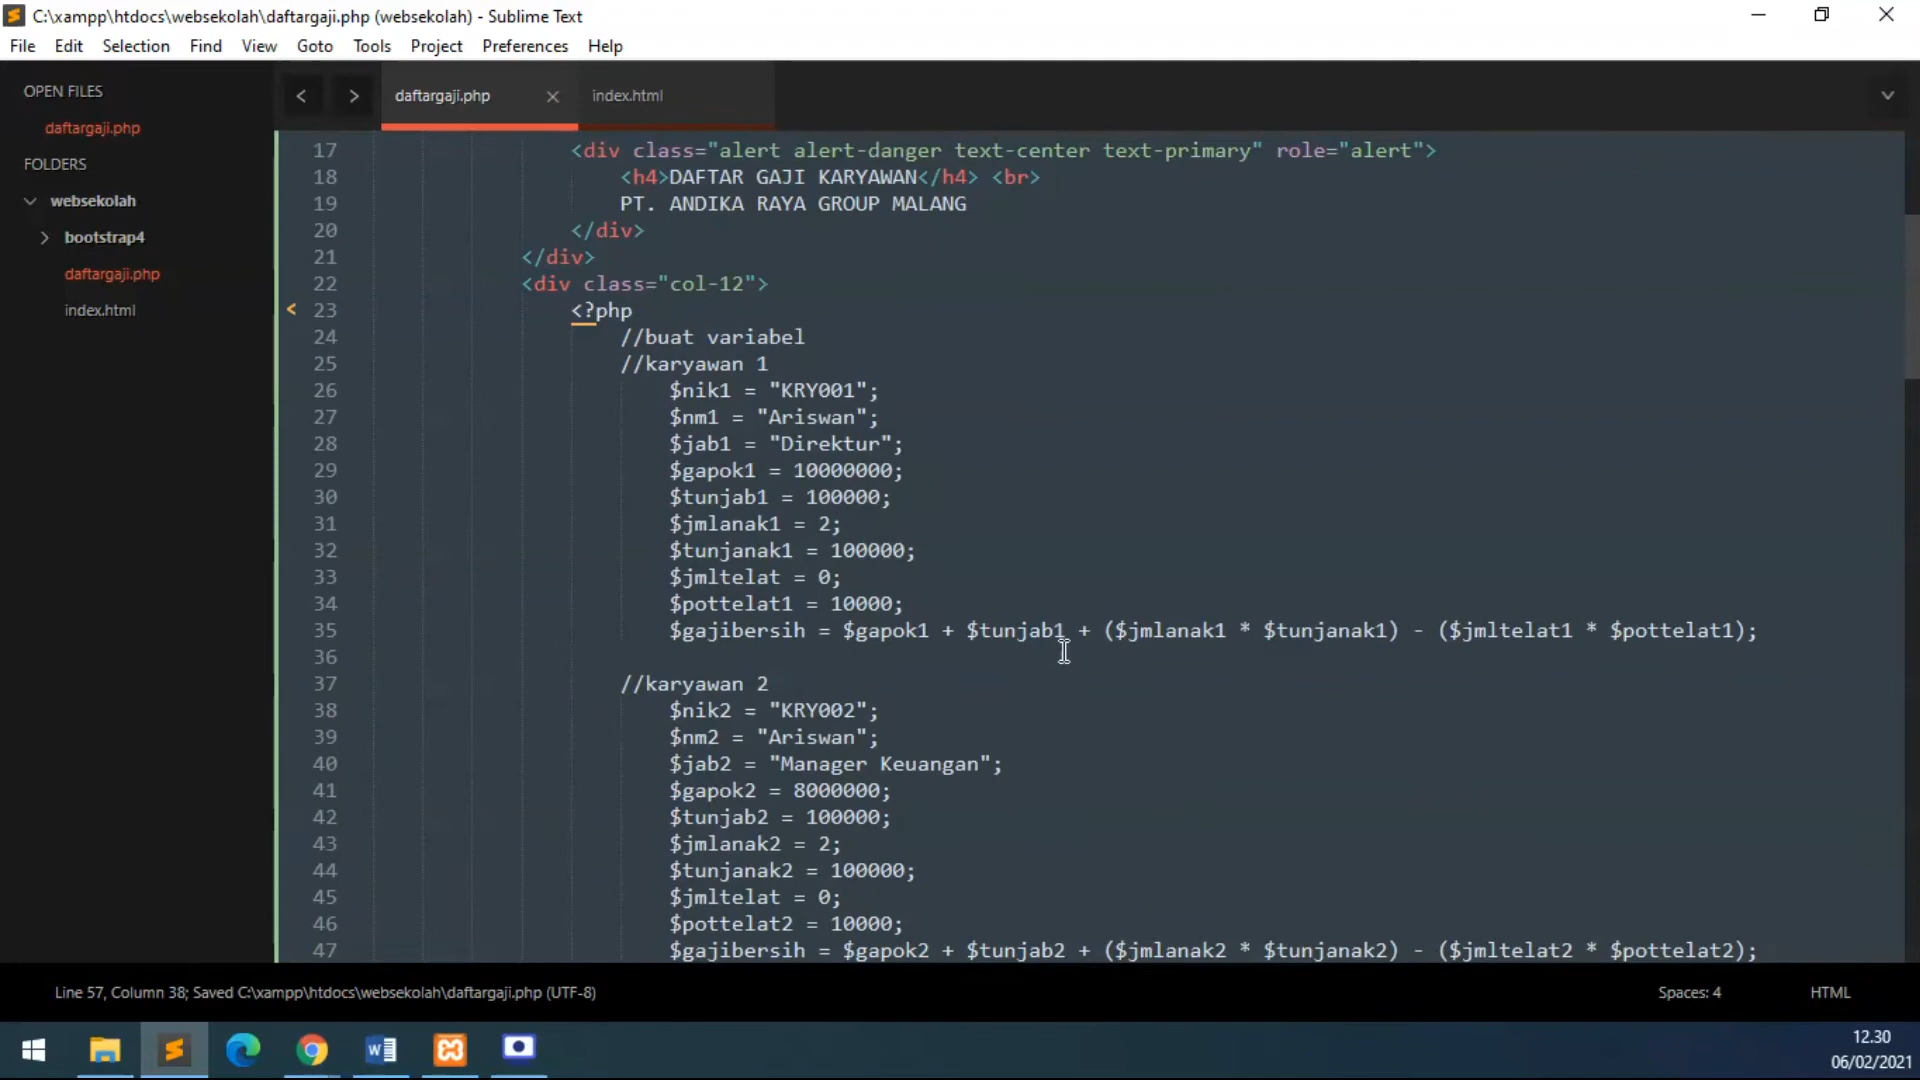 C:\xampp\htdocs\websekolah\daftargaji.php (websekolah) - Sublime Text
File Edit Selection Find View Goto Tools Project Preferences Help
OPEN FILES
daftargaji.php
FOLDERS
websekolah
bootstrap4
daftargaji.php
index.html
daftargaji.php index.html
17 <div class="alert alert-danger text-center text-primary" role="alert">
18 <h4>DAFTAR GAJI KARYAWAN</h4> <br>
19 PT. ANDIKA RAYA GROUP MALANG
20 </div>
21 </div>
22 <div class="col-12">
23 <?php
24 //buat variabel
25 //karyawan 1
26 $nik1 = "KRY001";
27 $nm1 = "Ariswan";
28 $jab1 = "Direktur";
29 $gapok1 = 10000000;
30 $tunjab1 = 100000;
31 $jmlanak1 = 2;
32 $tunjanak1 = 100000;
33 $jmltelat = 0;
34 $pottelat1 = 10000;
35 $gajibersih = $gapok1 + $tunjab1 + ($jmlanak1 * $tunjanak1) - ($jmltelat1 * $pottelat1);
36
37 //karyawan 2
38 $nik2 = "KRY002";
39 $nm2 = "Ariswan";
40 $jab2 = "Manager Keuangan";
41 $gapok2 = 8000000;
42 $tunjab2 = 100000;
43 $jmlanak2 = 2;
44 $tunjanak2 = 100000;
45 $jmltelat = 0;
46 $pottelat2 = 10000;
47 $gajibersih = $gapok2 + $tunjab2 + ($jmlanak2 * $tunjanak2) - ($jmltelat2 * $pottelat2);
Line 57, Column 38; Saved C:\xampp\htdocs\websekolah\daftargaji.php (UTF-8) Spaces: 4 HTML
12.30
06/02/2021